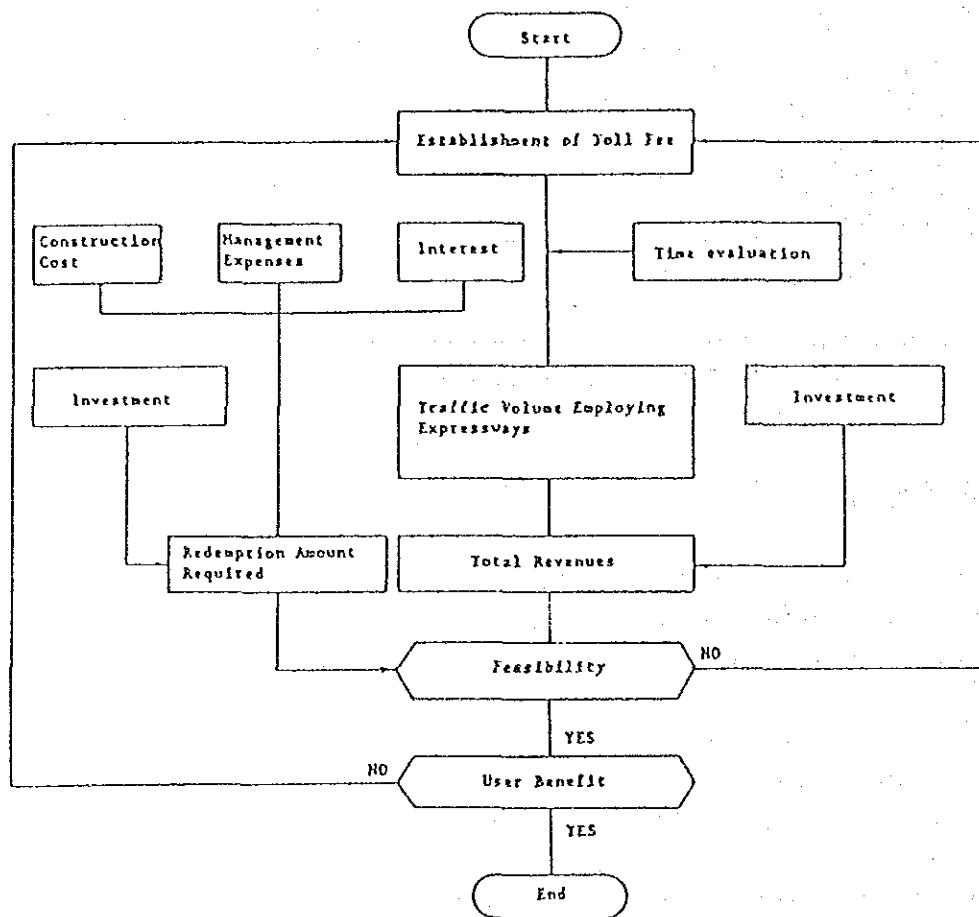 Start
Establishment of Toll Fee
Construction
Cost
Management
Expenses
Interest
Time evaluation
Investment
Traffic Volume Employing
Expressways
Investment
Redemption Amount
Required
Total Revenues
Feasibility
NO
YES
NO
User Benefit
YES
End